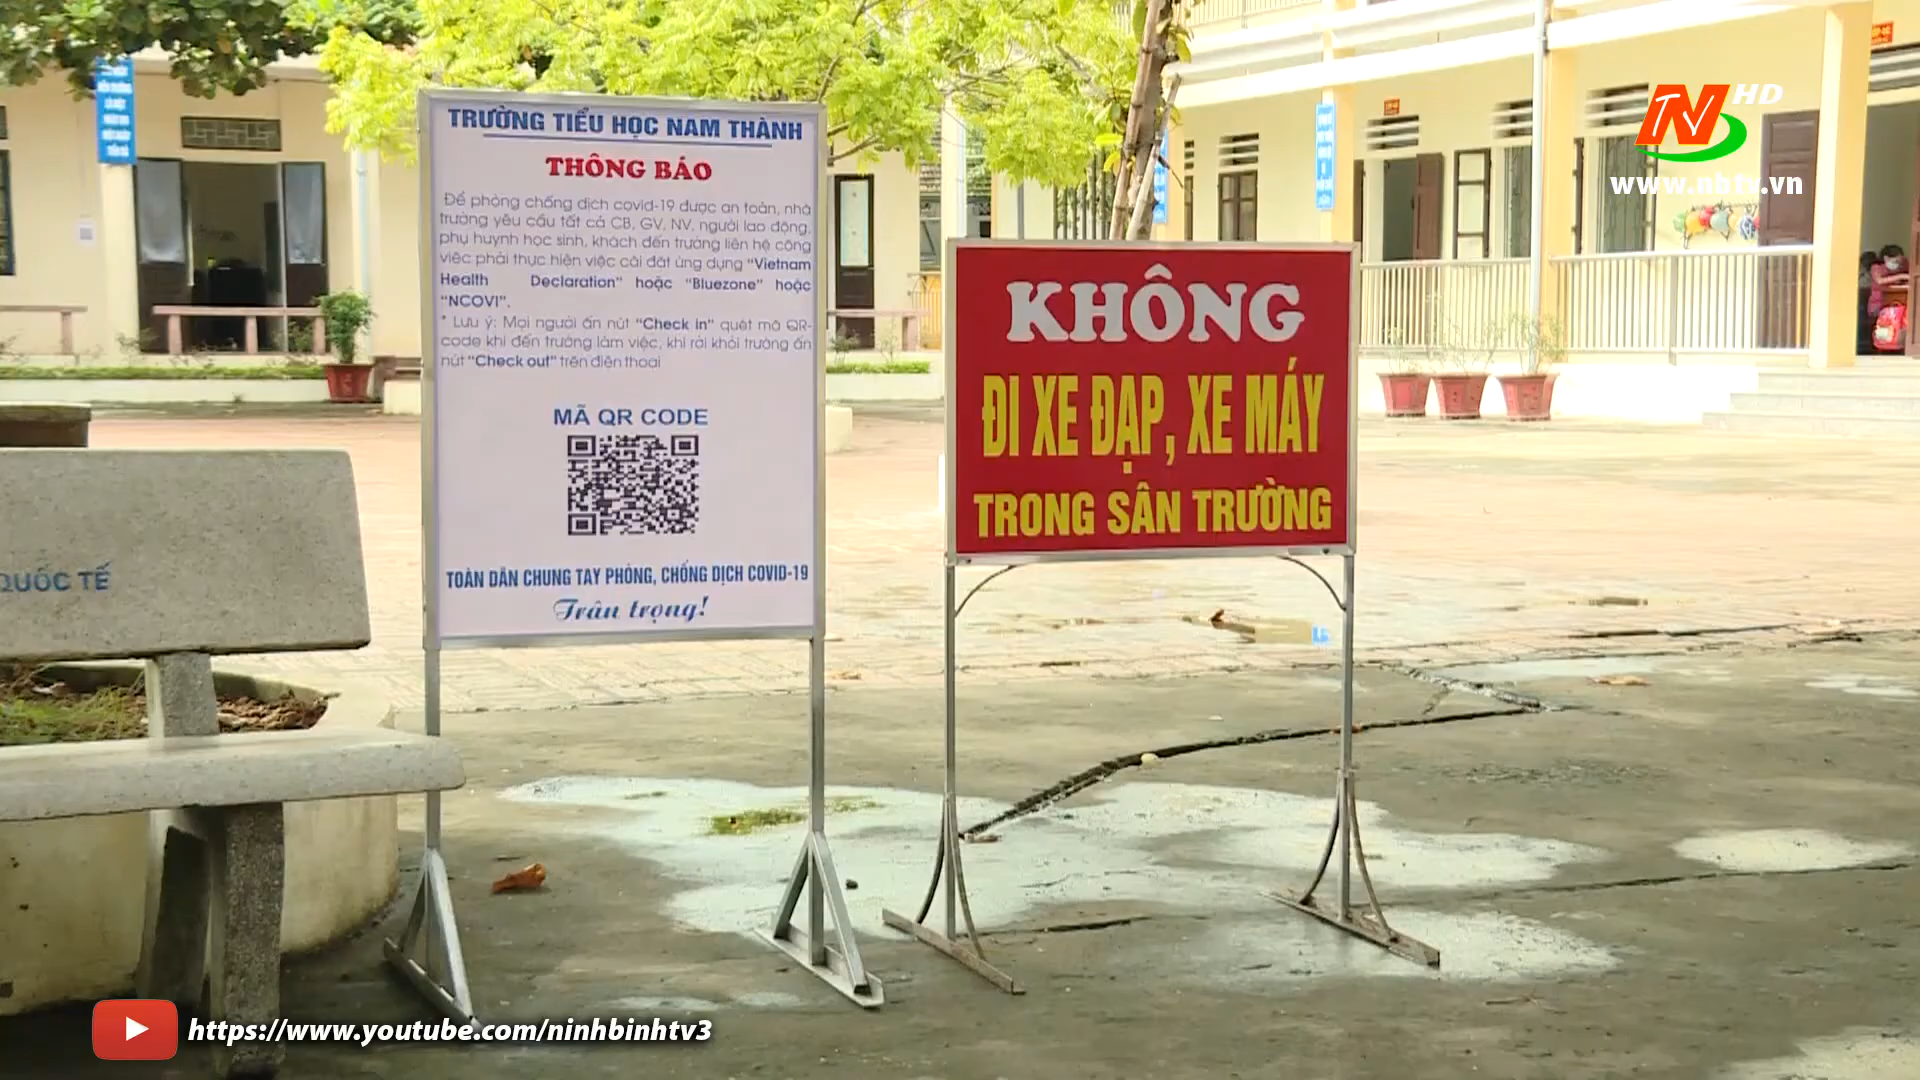 TRƯỜNG TIỂU HỌC NAM THÀNH
THÔNG BÁO
Để phòng chống dịch covid-19 được an toàn, nhà
trường yêu cầu tất cả CB, GV, NV, người lao động,
phụ huynh học sinh, khách đến trường liên hệ công
việc phải thực hiện việc cài đặt ứng dụng "Vietnam
Health Declaration" hoặc "Bluezone" hoặc
"NCOVI".
* Lưu ý: Mọi người ấn nút "Check in" quét mã QR-
code khi đến trường làm việc, khi rời khỏi trường ấn
nút "Check out" trên điện thoại
MÃ QR CODE
TOÀN DÂN CHUNG TAY PHÒNG, CHỐNG DỊCH COVID-19
Trân trọng!
KHÔNG
ĐI XE ĐẠP, XE MÁY
TRONG SÂN TRƯỜNG
QUỐC TẾ
NTV HD
www.nbtv.vn
https://www.youtube.com/ninhbinhtv3